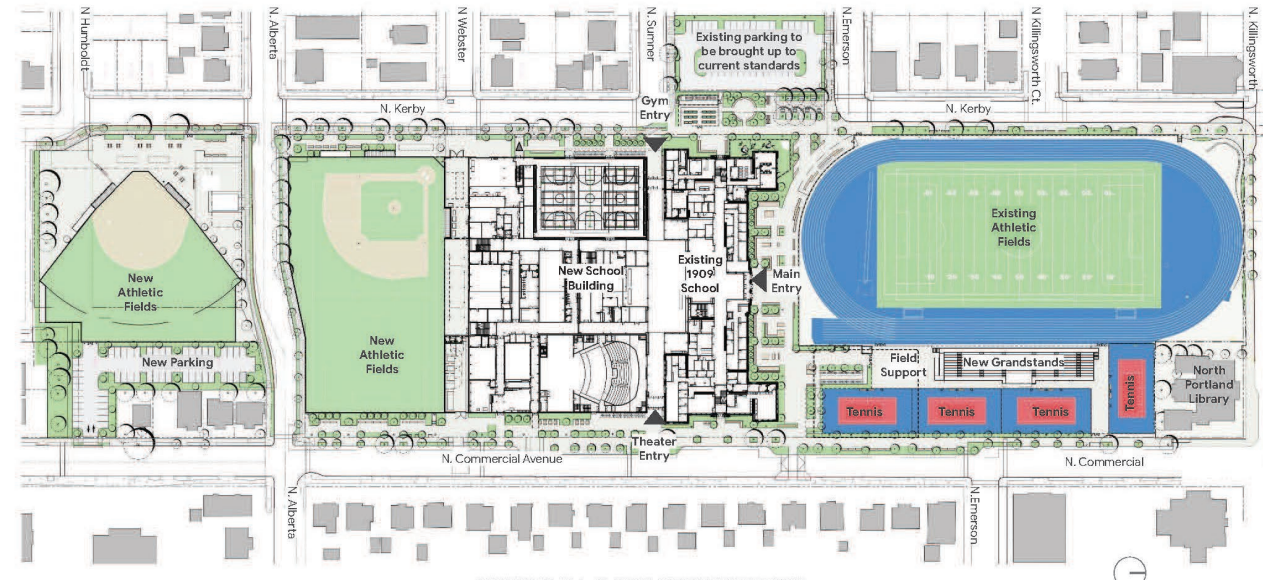 N. Humboldt
N. Alberta
N Webster
N. Sumner
N.Emerson
N Killingsworth Ct.
N. Killingsworth
Existing parking to
be brought up to
current standards
N. Kerby
Gym
Entry
N. Kerby
New
Athletic
Fields
New School
Building
Existing
1909
School
Main
Entry
Existing
Athletic
Fields
New
Athletic
Fields
New Parking
Field
Support
New Grandstands
North
Portland
Library
Tennis
Tennis
Tennis
Tennis
Theater
Entry
N. Commercial Avenue
N. Commercial
N. Alberta
N.Emerson